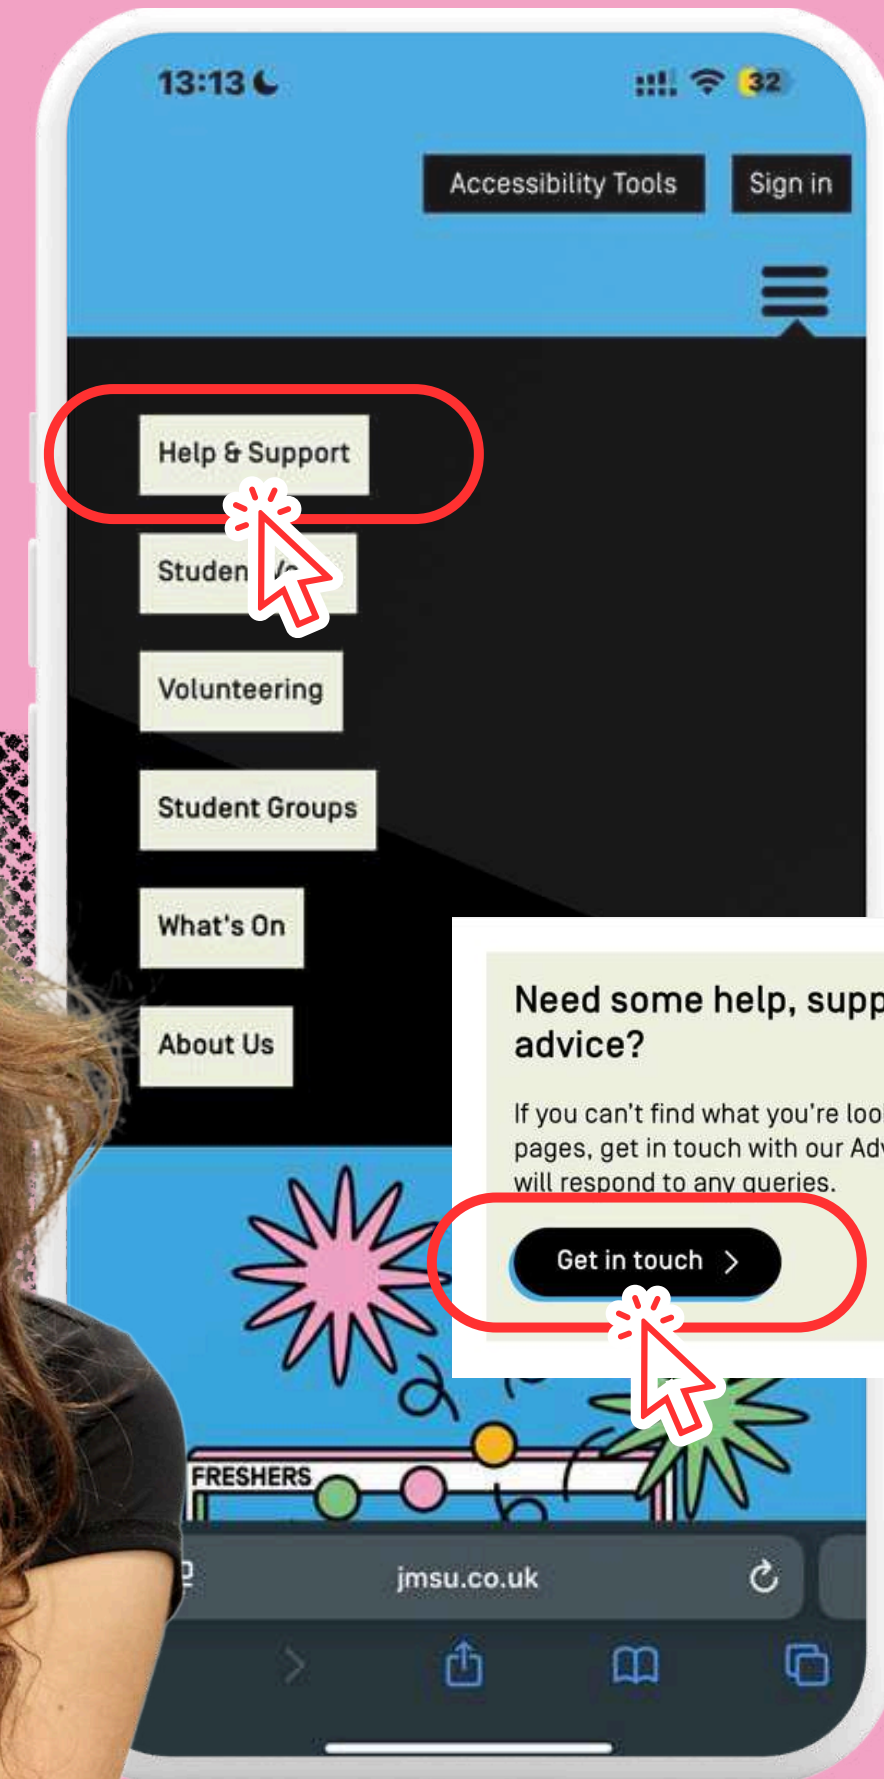 13:13
32
Accessibility Tools
Sign in
Help & Support
Studen
Volunteering
Student Groups
What's On
About Us
Need some help, supp
advice?
If you can't find what you're look
pages, get in touch with our Adv
will respond to any queries.
Get in touch
FRESHERS
jmsu.co.uk